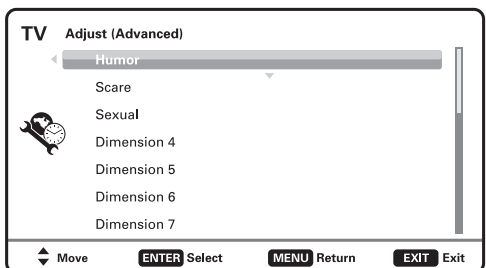 TV Adjust (Advanced)
Humor
Scare
Sexual
Dimension 4
Dimension 5
Dimension 6
Dimension 7
Move ENTER Select MENU Return EXIT Exit